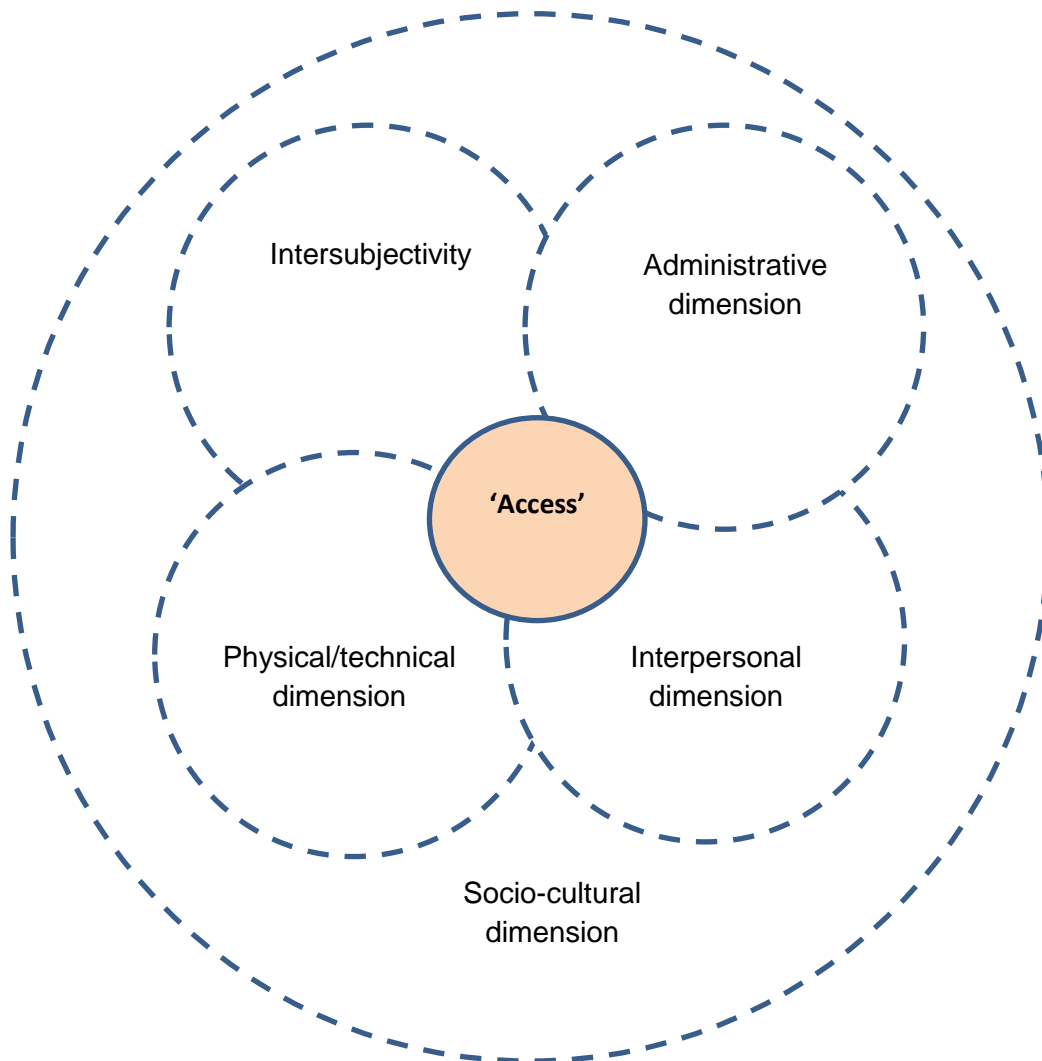 Intersubjectivity
Administrative
dimension
‘Access’
Physical/technical
dimension
Interpersonal
dimension
Socio-cultural
dimension